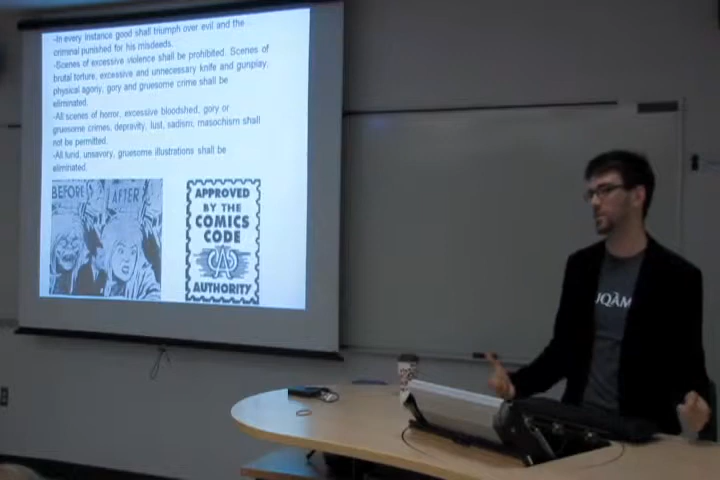 -In every instance good shall triumph over evil and the
criminal punished for his misdeeds.
-Scenes of excessive violence shall be prohibited. Scenes of
brutal torture, excessive and unnecessary knife and gunplay,
physical agony, gory and gruesome crime shall be
eliminated.
-All scenes of horror, excessive bloodshed, gory or
gruesome crimes, depravity, lust, sadism, masochism shall
not be permitted.
-All lurid, unsavory, gruesome illustrations shall be
eliminated.
BEFORE AFTER
APPROVED
BY THE
COMICS
CODE
CA
AUTHORITY
UQÀM